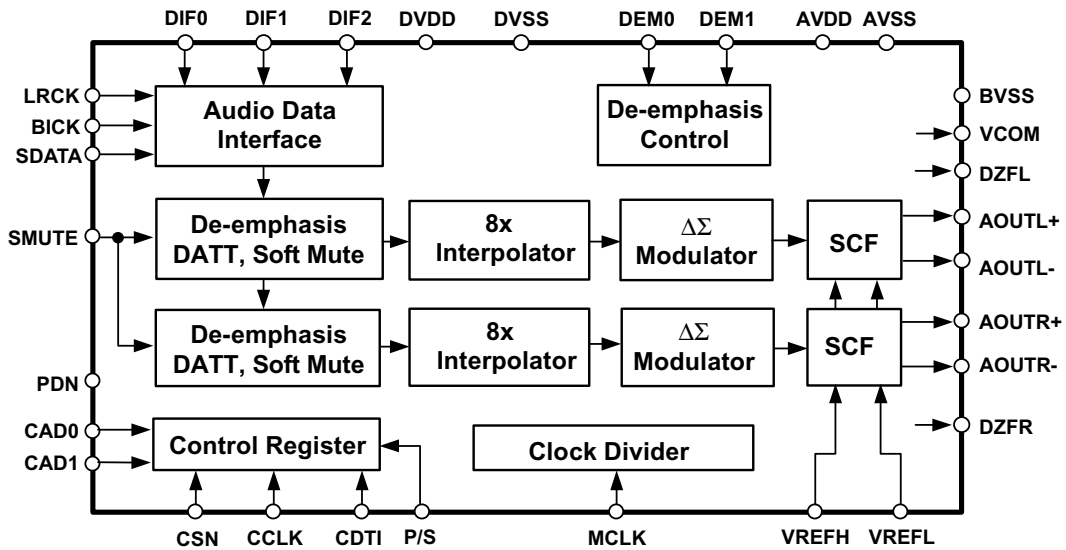 DIF0 DIF1 DIF2 DVDD DVSS DEM0 DEM1 AVDD AVSS
LRCK
BICK
SDATA
Audio Data
Interface
De-emphasis
Control
BVSS
VCOM
DZFL
SMUTE
De-emphasis
DATT, Soft Mute
8x
Interpolator
ΔΣ
Modulator
SCF
AOUTL+
AOUTL-
De-emphasis
DATT, Soft Mute
8x
Interpolator
ΔΣ
Modulator
SCF
AOUTR+
AOUTR-
PDN
CAD0
CAD1
Control Register
Clock Divider
DZFR
CSN CCLK CDTI P/S MCLK VREFH VREFL